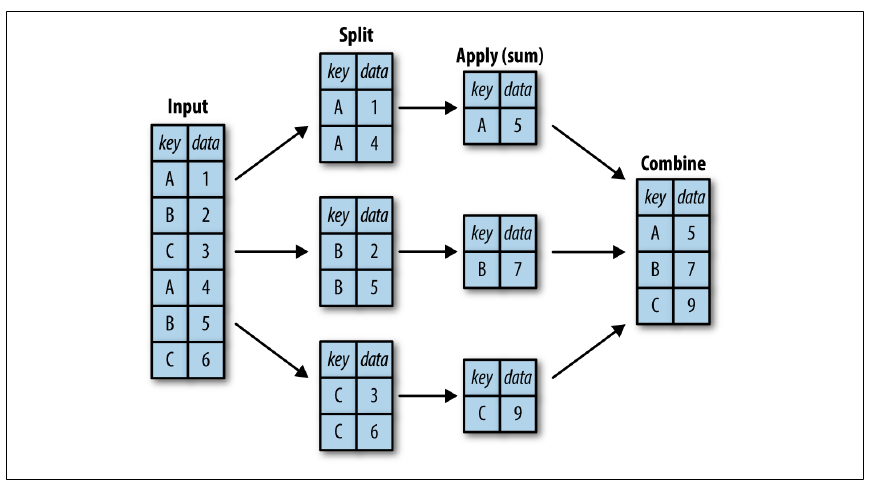 Input
key data
A 1
B 2
C 3
A 4
B 5
C 6
Split
key data
A 1
A 4
key data
B 2
B 5
key data
C 3
C 6
Apply (sum)
key data
A 5
key data
B 7
key data
C 9
Combine
key data
A 5
B 7
C 9